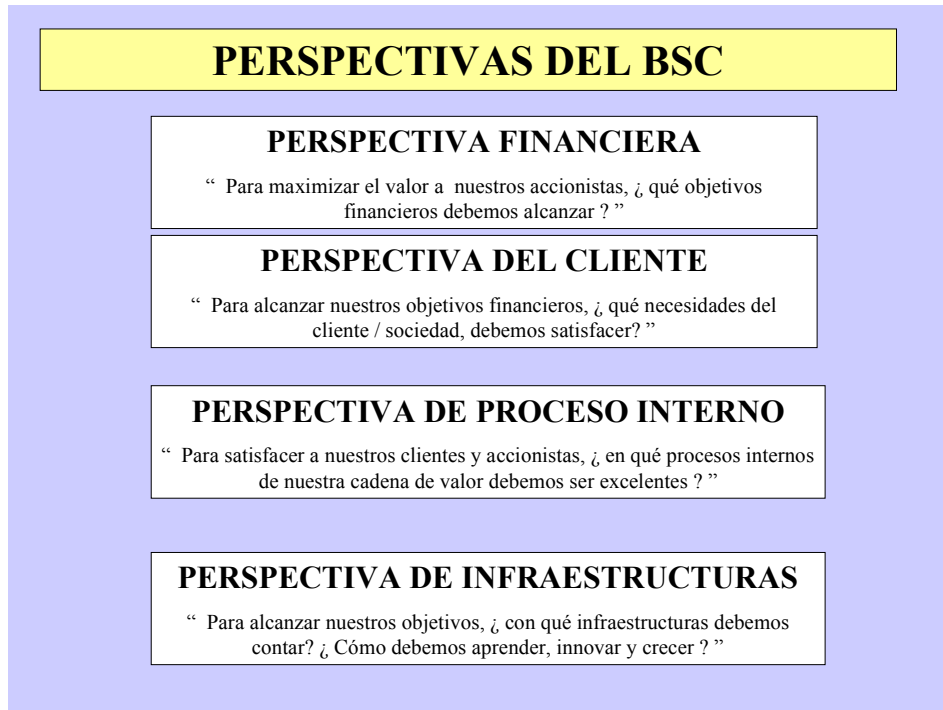 PERSPECTIVAS DEL BSC
PERSPECTIVA FINANCIERA
“ Para maximizar el valor a nuestros accionistas, ¿ qué objetivos
financieros debemos alcanzar ? ”
PERSPECTIVA DEL CLIENTE
“ Para alcanzar nuestros objetivos financieros, ¿ qué necesidades del
cliente / sociedad, debemos satisfacer? ”
PERSPECTIVA DE PROCESO INTERNO
“ Para satisfacer a nuestros clientes y accionistas, ¿ en qué procesos internos
de nuestra cadena de valor debemos ser excelentes ? ”
PERSPECTIVA DE INFRAESTRUCTURAS
“ Para alcanzar nuestros objetivos, ¿ con qué infraestructuras debemos
contar? ¿ Cómo debemos aprender, innovar y crecer ? ”